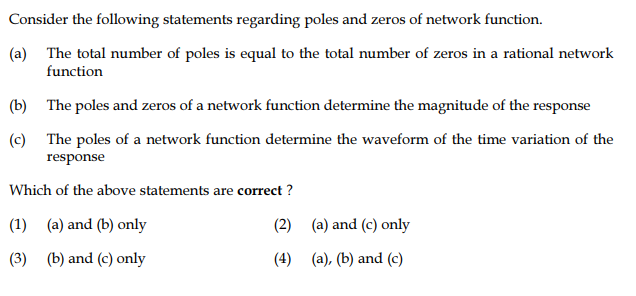 Consider the following statements regarding poles and zeros of network function.
(a) The total number of poles is equal to the total number of zeros in a rational network
function
(b) The poles and zeros of a network function determine the magnitude of the response
(c) The poles of a network function determine the waveform of the time variation of the
response
Which of the above statements are correct ?
(1) (a) and (b) only (2) (a) and (c) only
(3) (b) and (c) only (4) (a), (b) and (c)